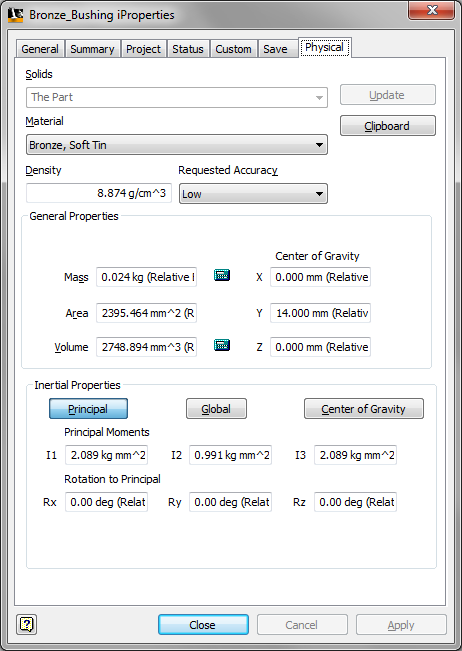 Bronze_Bushing iProperties
General Summary Project Status Custom Save Physical
Solids
The Part
Update
Material
Clipboard
Bronze, Soft Tin
Density Requested Accuracy
8.874 g/cm^3 Low
General Properties
Center of Gravity
Mass 0.024 kg (Relative X 0.000 mm (Relative
Area 2395.464 mm^2 (R Y 14.000 mm (Relativ
Volume 2748.894 mm^3 (R Z 0.000 mm (Relative
Inertial Properties
Principal Global Center of Gravity
Principal Moments
I1 2.089 kg mm^2 I2 0.991 kg mm^2 I3 2.089 kg mm^2
Rotation to Principal
Rx 0.00 deg (Relat Ry 0.00 deg (Relat Rz 0.00 deg (Relat
?
Close Cancel Apply